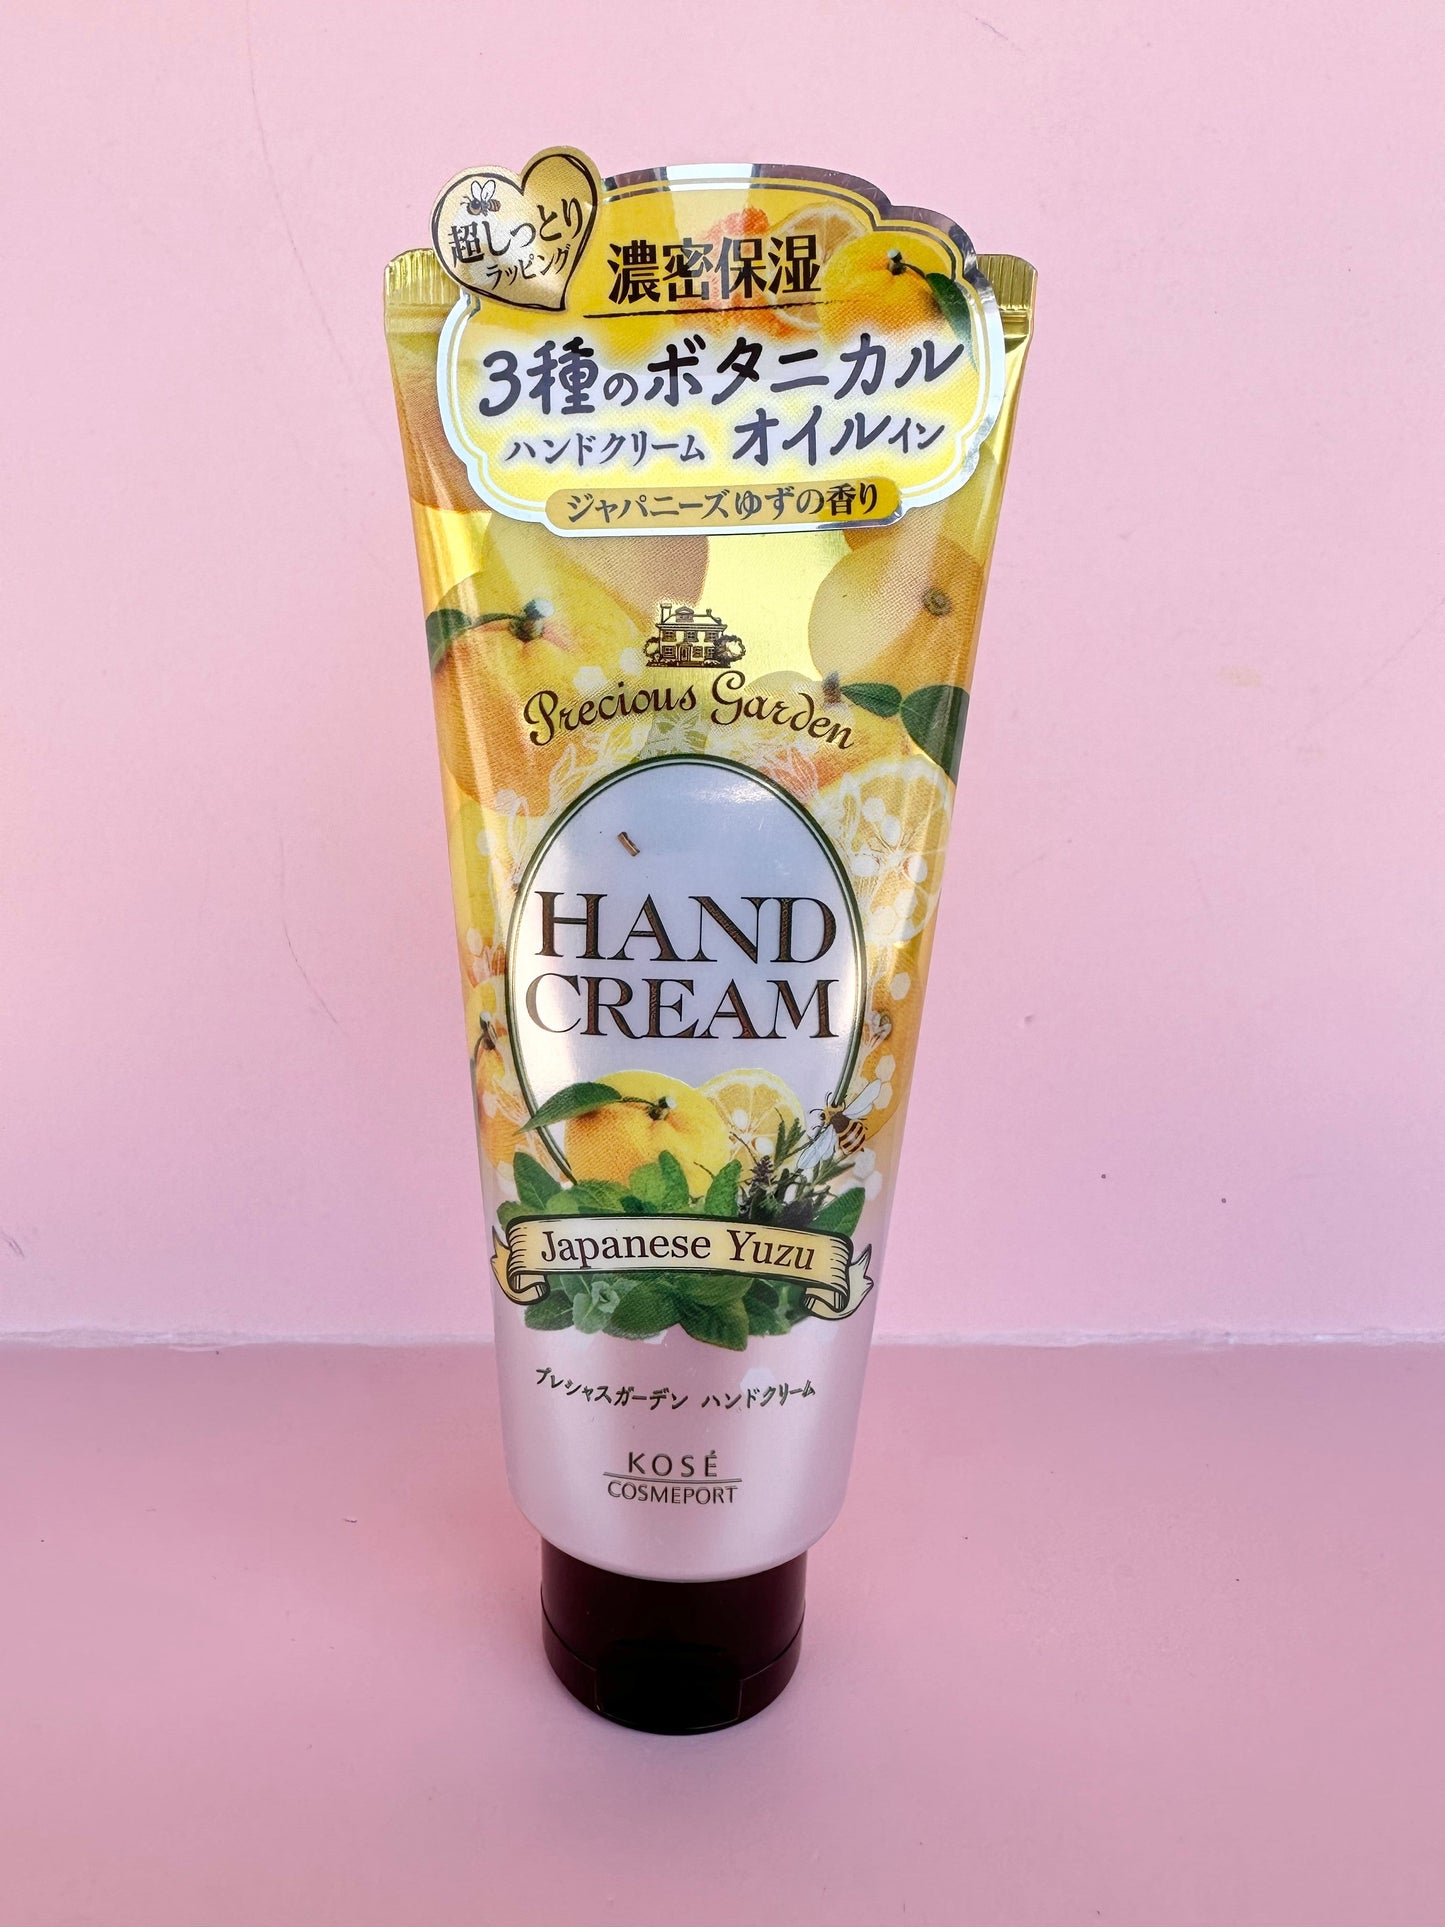 超しっとり
ラッピング
濃密保湿
3種のボタニカル
ハンドクリーム オイルイン
ジャパニーズゆずの香り
Precious Garden
HAND
CREAM
Japanese Yuzu
プレシャスガーデン ハンドクリーム
KOSÉ
COSMEPORT